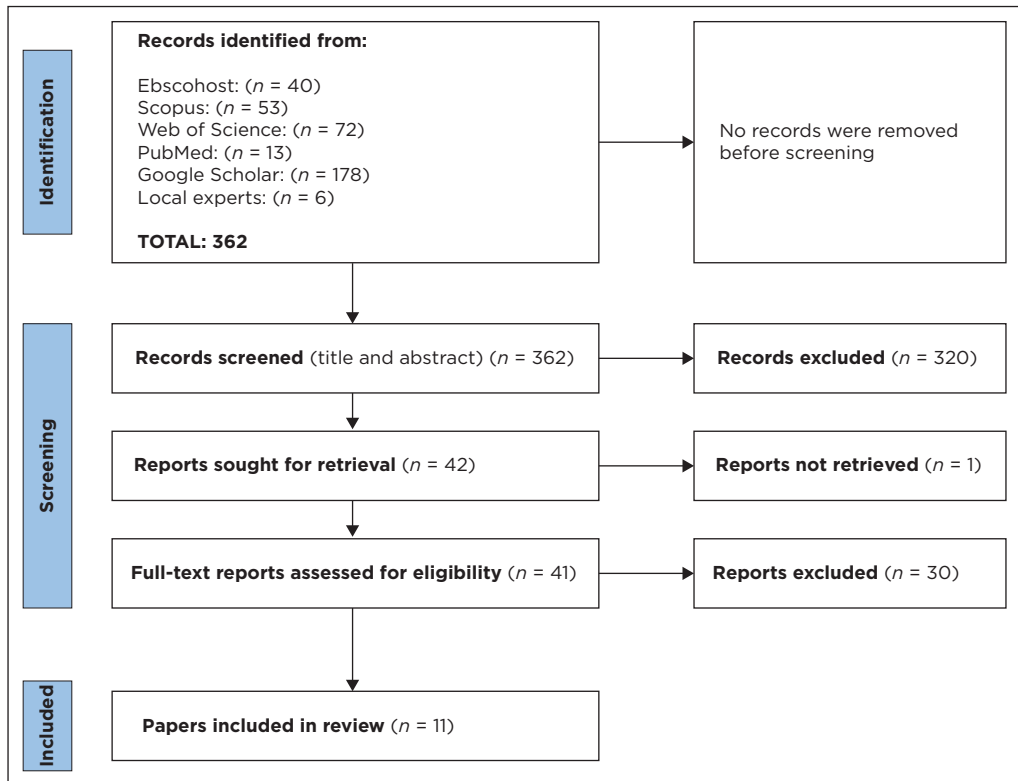 Identification
Records identified from:
Ebscohost: (n = 40)
Scopus: (n = 53)
Web of Science: (n = 72)
PubMed: (n = 13)
Google Scholar: (n = 178)
Local experts: (n = 6)
TOTAL: 362
No records were removed
before screening
Screening
Records screened (title and abstract) (n = 362)
Records excluded (n = 320)
Reports sought for retrieval (n = 42)
Reports not retrieved (n = 1)
Full-text reports assessed for eligibility (n = 41)
Reports excluded (n = 30)
Included
Papers included in review (n = 11)